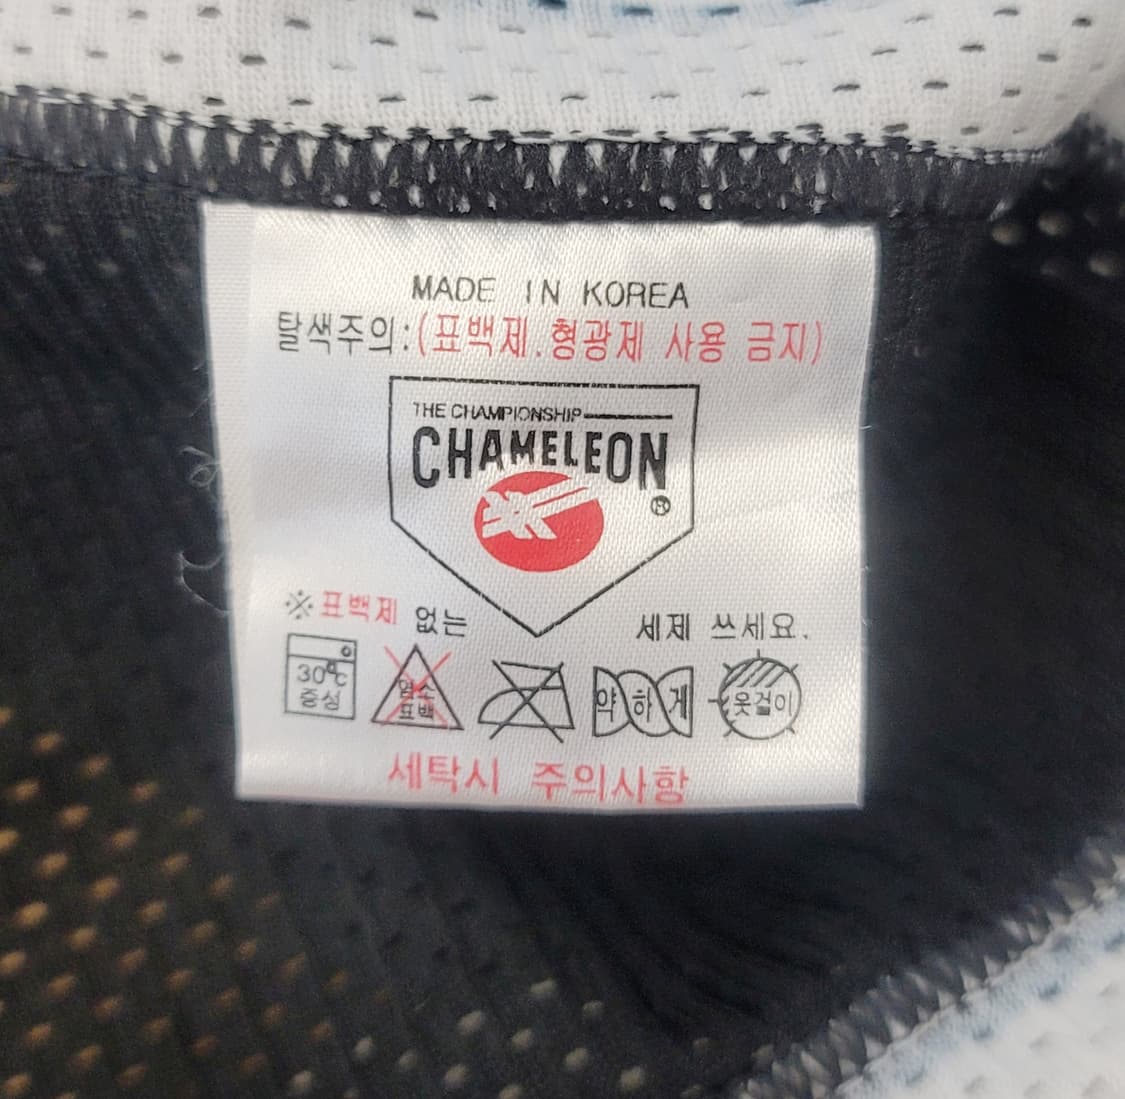 MADE IN KOREA
탈색주의:(표백제.형광제 사용 금지)
THE CHAMPIONSHIP
CHAMELEON
®
※표백제 없는 세제 쓰세요.
30℃
중성
염소
표백
약하게
옷걸이
세탁시 주의사항